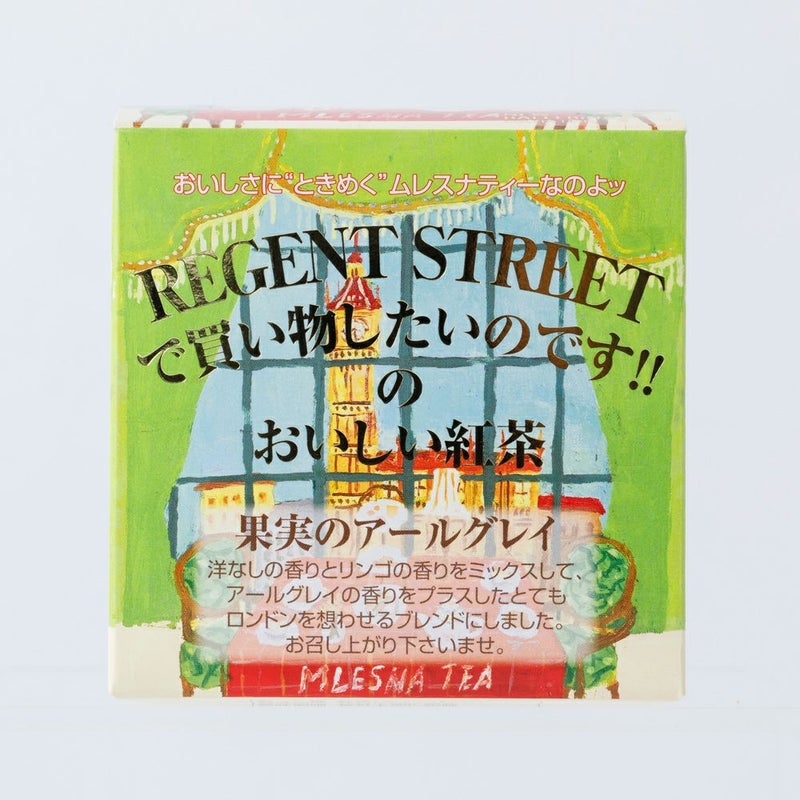 MLESNA TEA
おいしさに“ときめく”ムレスナティーなのよッ
REGENT STREET
で買い物したいのです!!
の
おいしい紅茶
果実のアールグレイ
洋なしの香りとリンゴの香りをミックスして、
アールグレイの香りをプラスしたとても
ロンドンを想わせるブレンドにしました。
お召し上がり下さいませ。
MLESNA TEA